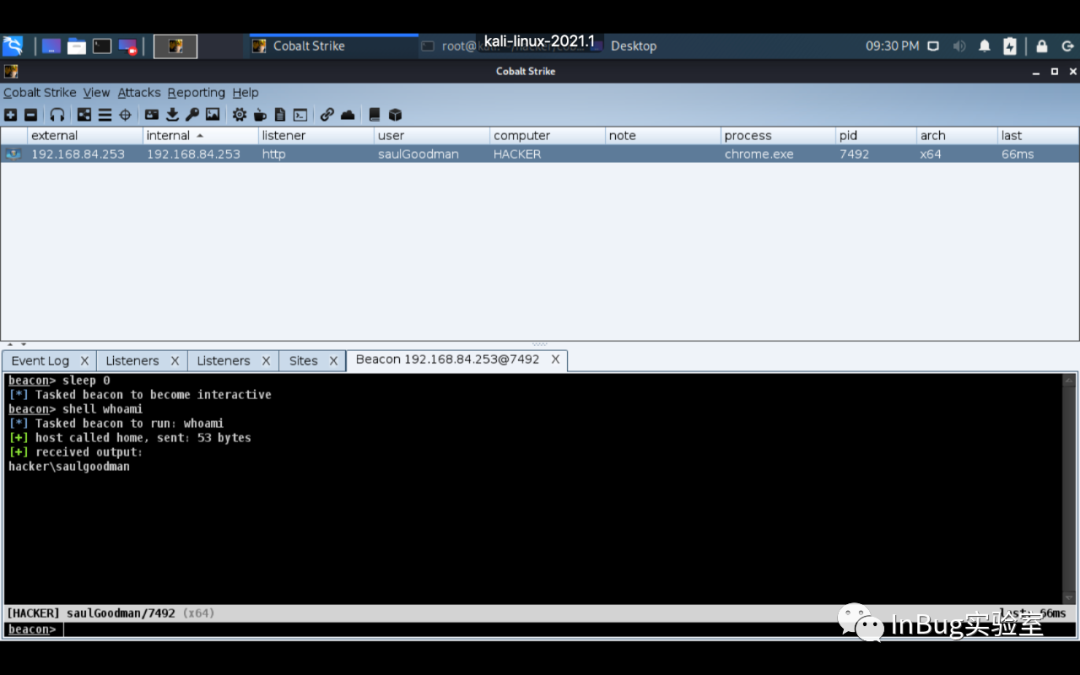 Cobalt Strike
root@
kali-linux-2021.1
Desktop
09:30 PM
Cobalt Strike
Cobalt Strike View Attacks Reporting Help
external internal listener user computer note process pid arch last
192.168.84.253 192.168.84.253 http saulGoodman HACKER chrome.exe 7492 x64 66ms
Event Log X Listeners X Listeners X Sites X Beacon 192.168.84.253@7492 X
beacon> sleep 0
[*] Tasked beacon to become interactive
beacon> shell whoami
[*] Tasked beacon to run: whoami
[+] host called home, sent: 53 bytes
[+] received output:
hacker\saulgoodman
[HACKER] saulGoodman/7492 (x64) last: 66ms
beacon>
InBug实验室